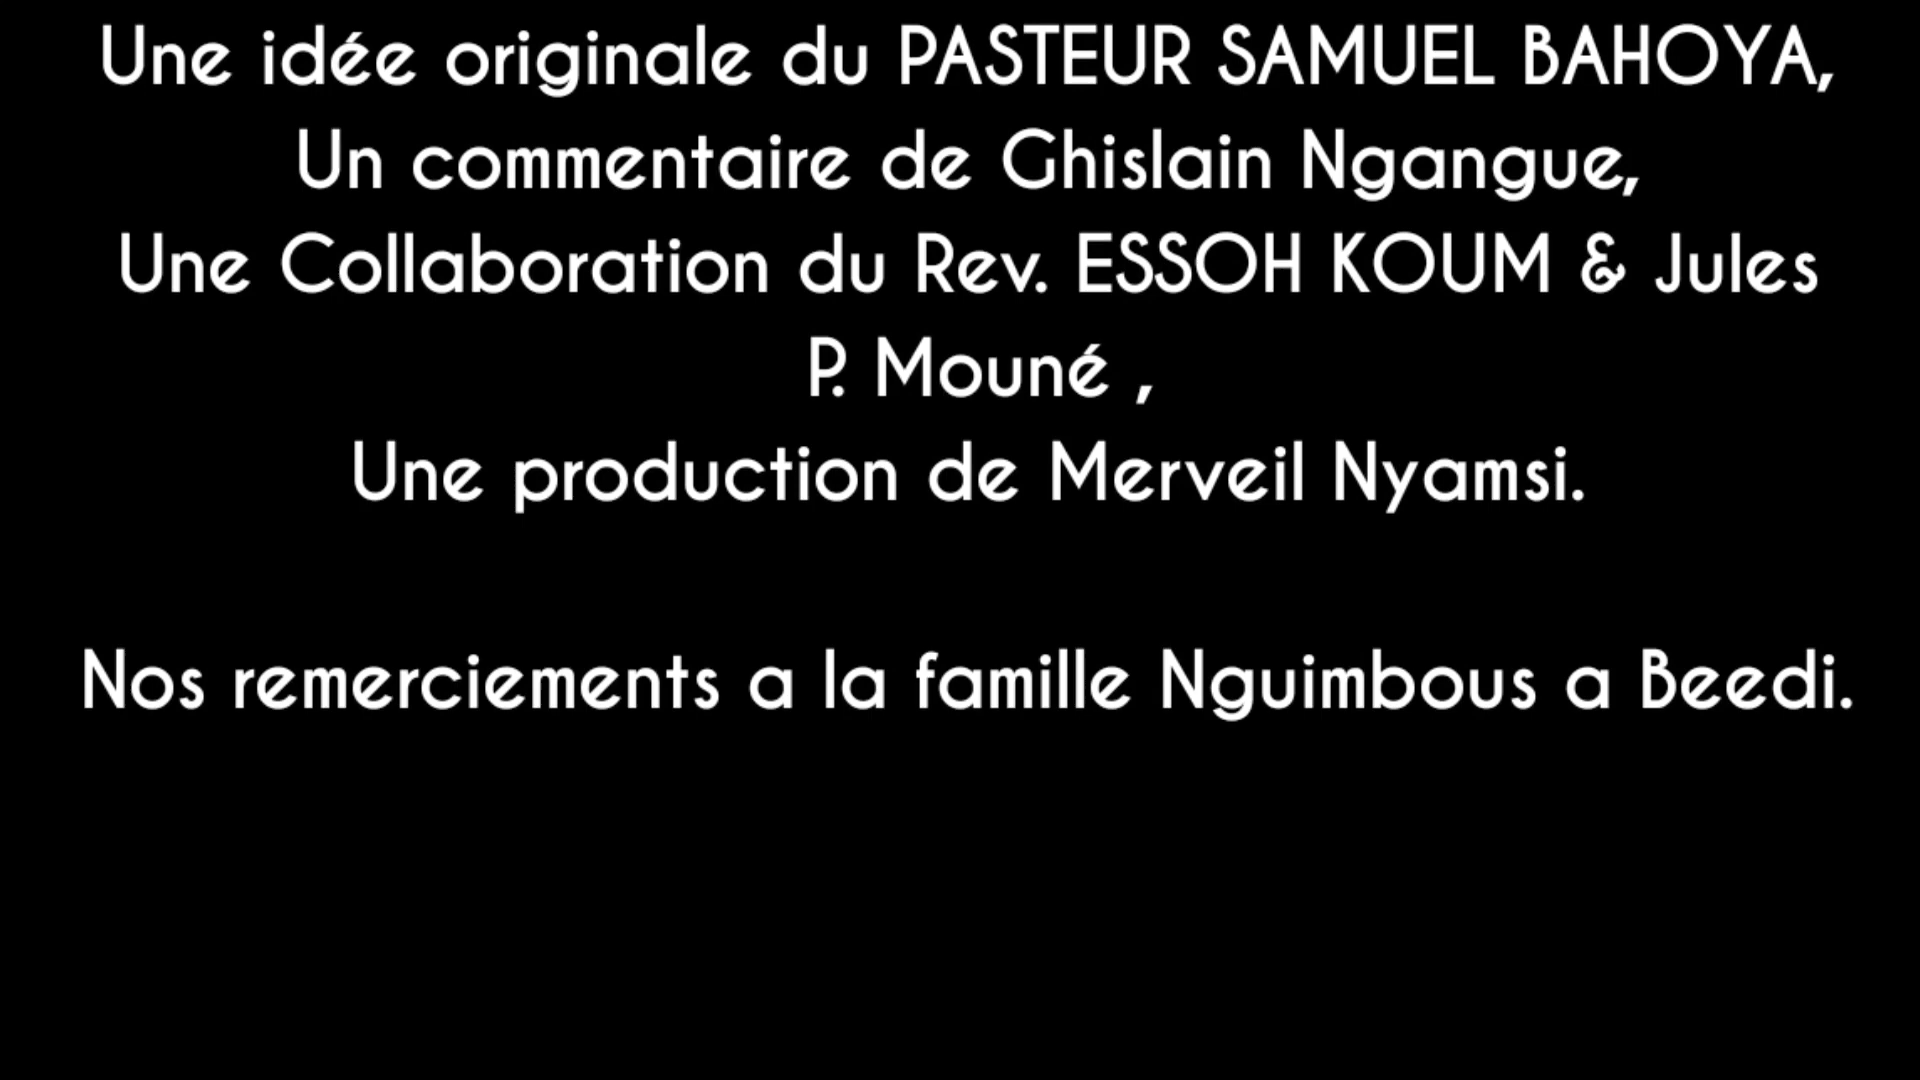 Une idée originale du PASTEUR SAMUEL BAHOYA,
Un commentaire de Ghislain Ngangue,
Une Collaboration du Rev. ESSOH KOUM & Jules
P. Mouné ,
Une production de Merveil Nyamsi.
Nos remerciements a la famille Nguimbous a Beedi.